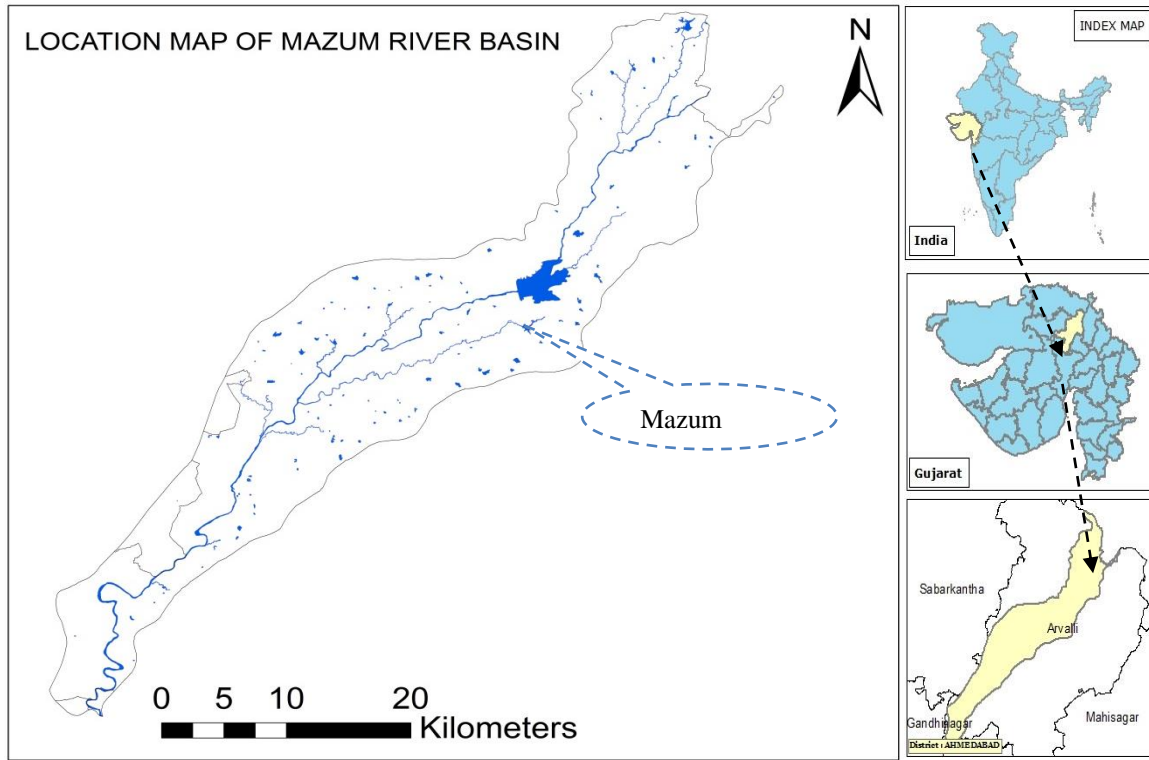 LOCATION MAP OF MAZUM RIVER BASIN
N
Mazum
0 5 10 20
Kilometers
INDEX MAP
India
Gujarat
Sabarkantha
Arvalli
Gandhinagar
Mahisagar
District : AHMEDABAD